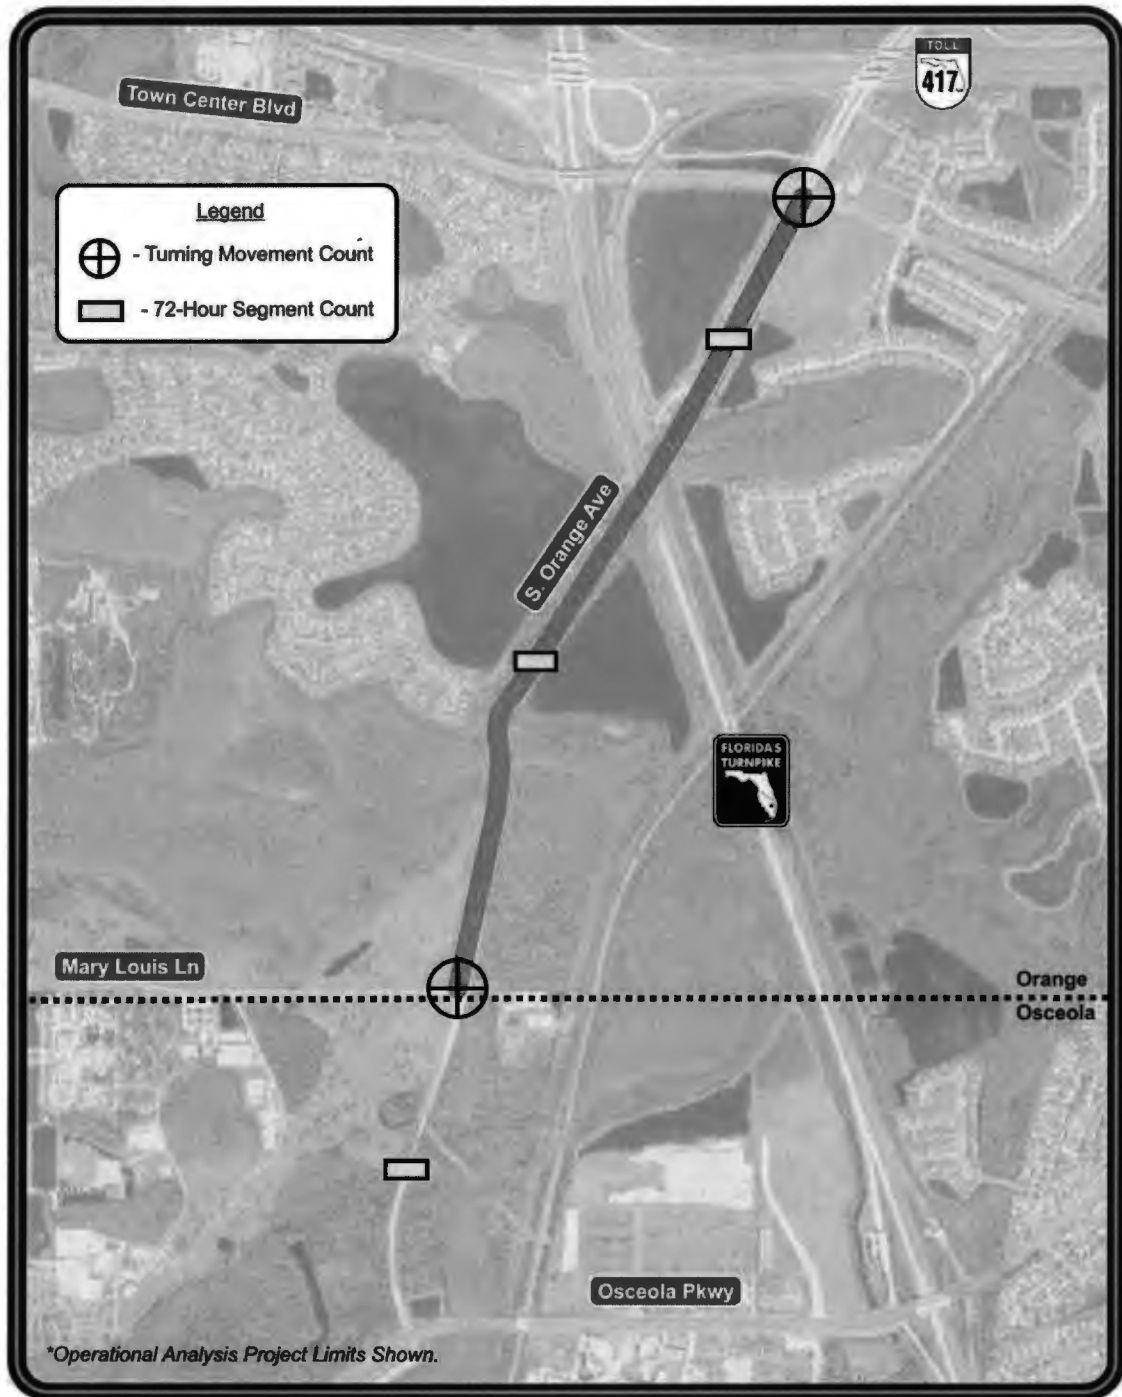 TOLL
417
Town Center Blvd
Legend
- Turning Movement Count
- 72-Hour Segment Count
S. Orange Ave
FLORIDA'S
TURNPIKE
Mary Louis Ln
Orange
Osceola
Osceola Pkwy
*Operational Analysis Project Limits Shown.